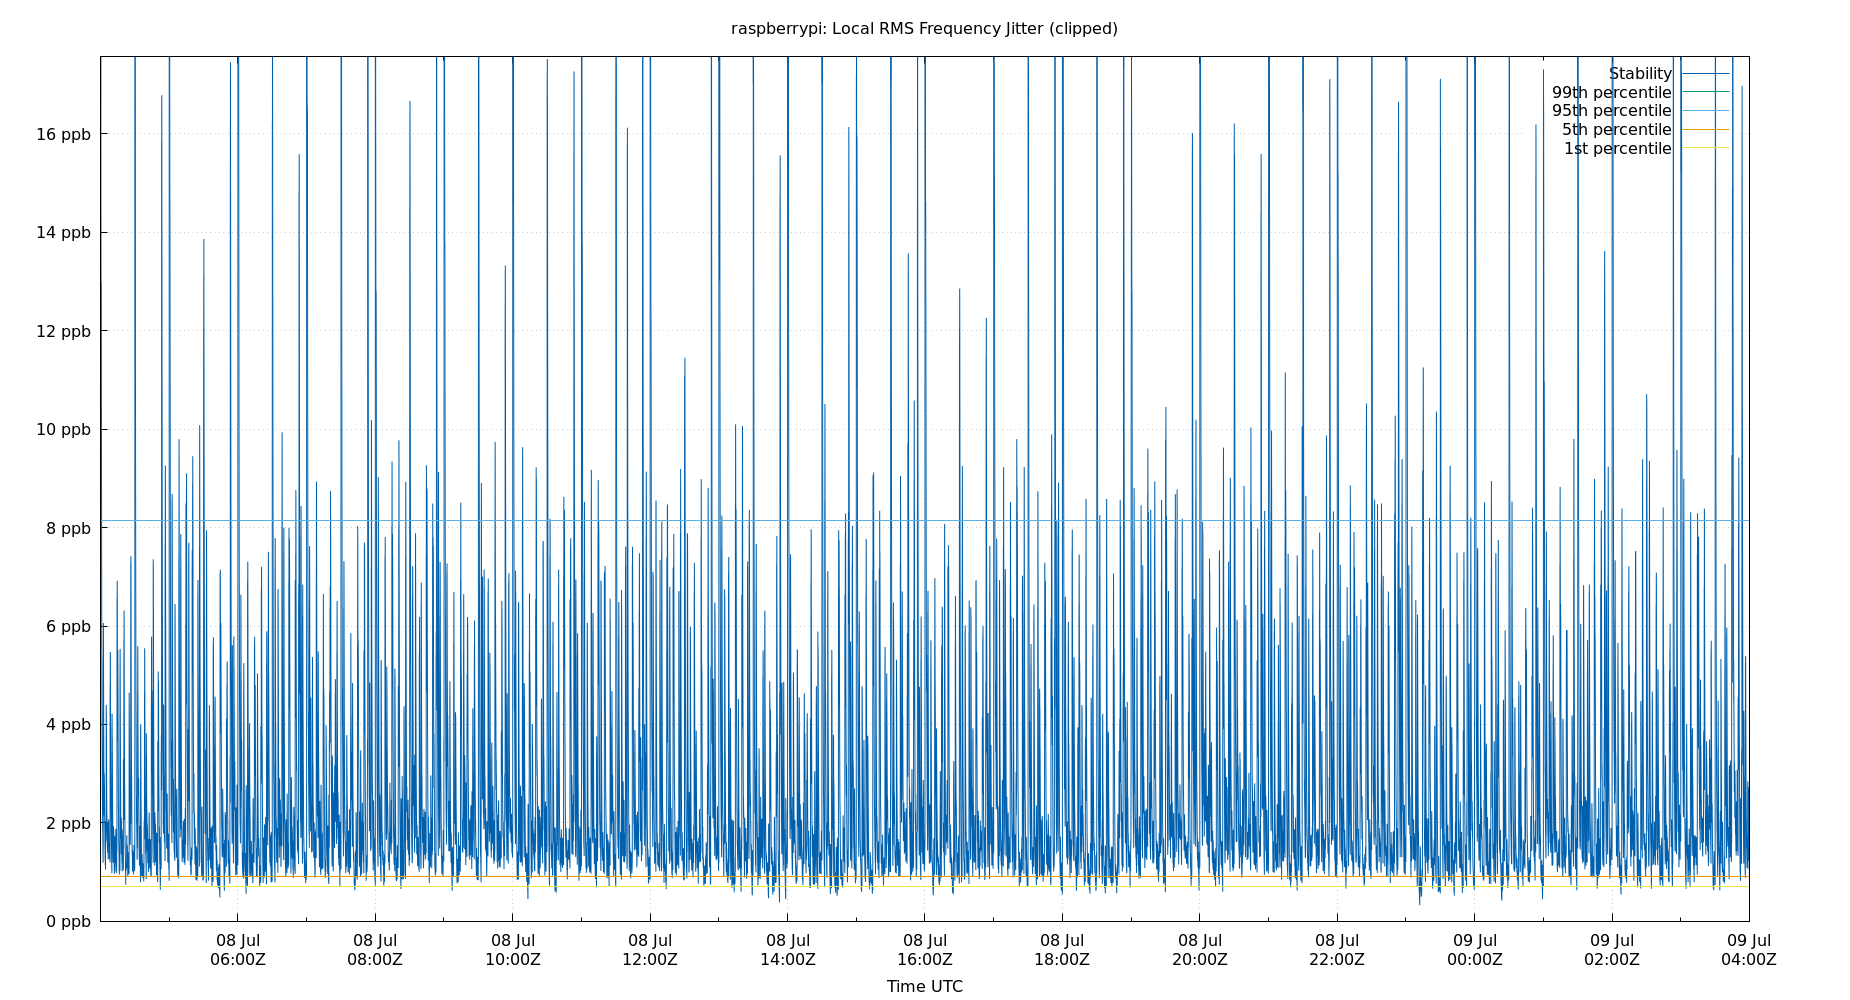 raspberrypi: Local RMS Frequency Jitter (clipped)
Stability
99th percentile
95th percentile
5th percentile
1st percentile
16 ppb
14 ppb
12 ppb
10 ppb
8 ppb
6 ppb
4 ppb
2 ppb
0 ppb
08 Jul 08 Jul 08 Jul 08 Jul 08 Jul 08 Jul 08 Jul 08 Jul 08 Jul 09 Jul 09 Jul 09 Jul
06:00Z 08:00Z 10:00Z 12:00Z 14:00Z 16:00Z 18:00Z 20:00Z 22:00Z 00:00Z 02:00Z 04:00Z
Time UTC